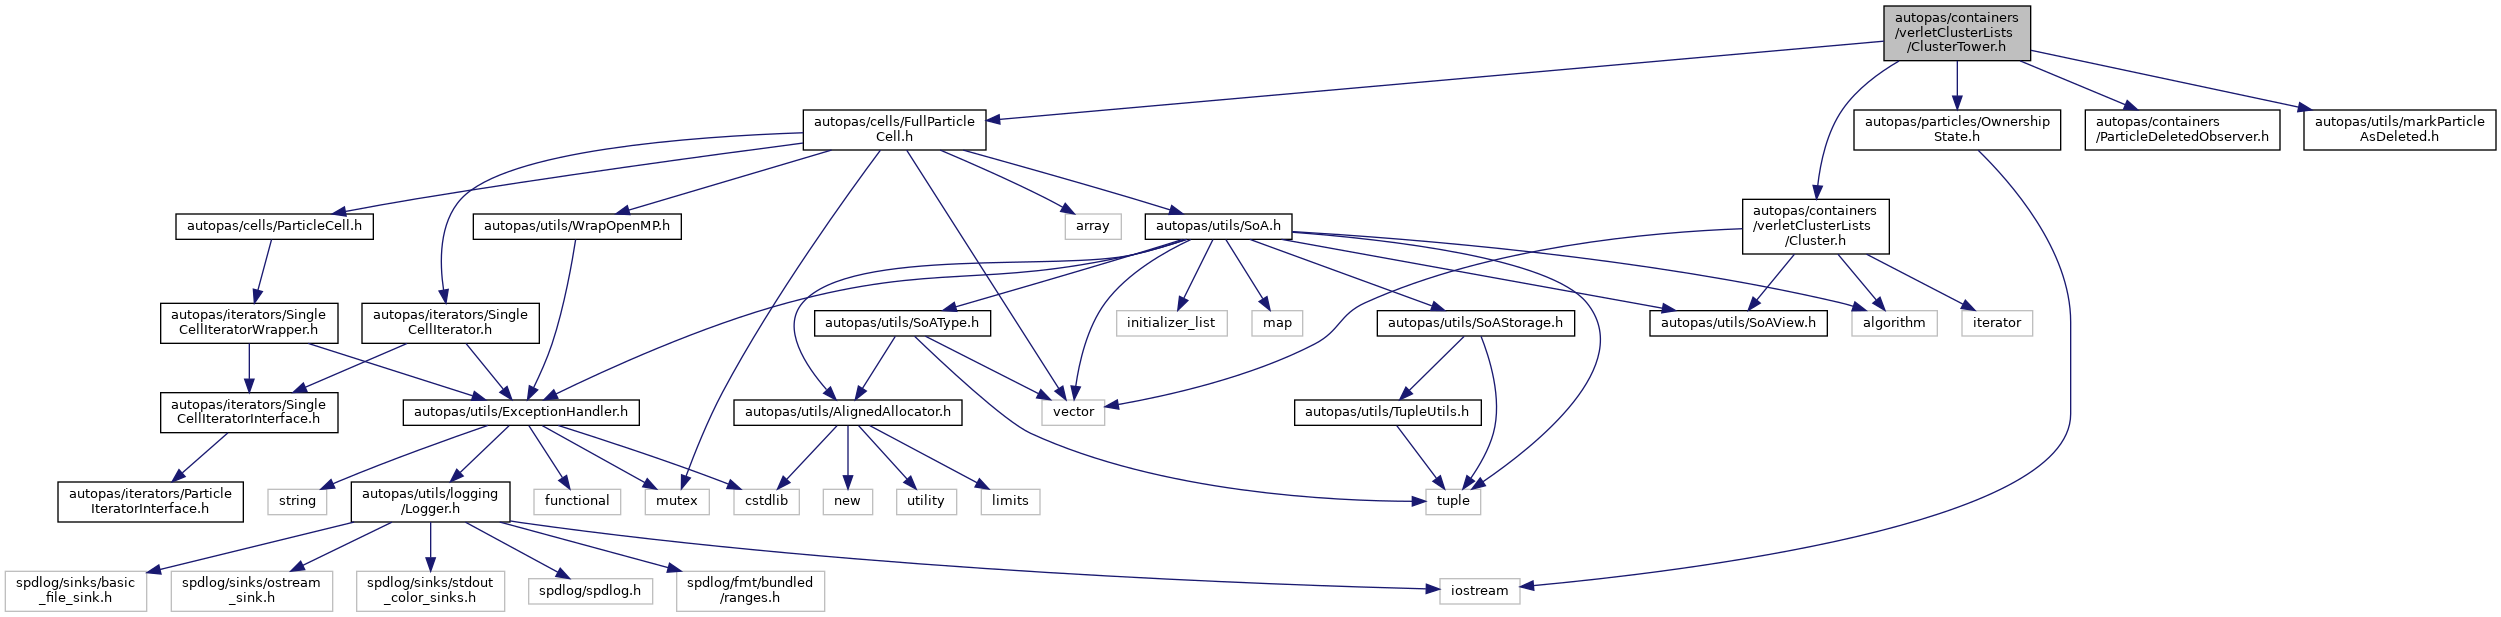 autopas/containers
/verletClusterLists
/ClusterTower.h
autopas/cells/FullParticle
Cell.h
autopas/particles/Ownership
State.h
autopas/containers
/ParticleDeletedObserver.h
autopas/utils/markParticle
AsDeleted.h
autopas/cells/ParticleCell.h
autopas/utils/WrapOpenMP.h
array
autopas/utils/SoA.h
autopas/containers
/verletClusterLists
/Cluster.h
autopas/iterators/Single
CellIteratorWrapper.h
autopas/iterators/Single
CellIterator.h
autopas/utils/SoAType.h
initializer_list
map
autopas/utils/SoAStorage.h
autopas/utils/SoAView.h
algorithm
iterator
autopas/iterators/Single
CellIteratorInterface.h
autopas/utils/ExceptionHandler.h
autopas/utils/AlignedAllocator.h
vector
autopas/utils/TupleUtils.h
autopas/iterators/Particle
IteratorInterface.h
string
autopas/utils/logging
/Logger.h
functional
mutex
cstdlib
new
utility
limits
tuple
spdlog/sinks/basic
_file_sink.h
spdlog/sinks/ostream
_sink.h
spdlog/sinks/stdout
_color_sinks.h
spdlog/spdlog.h
spdlog/fmt/bundled
/ranges.h
iostream